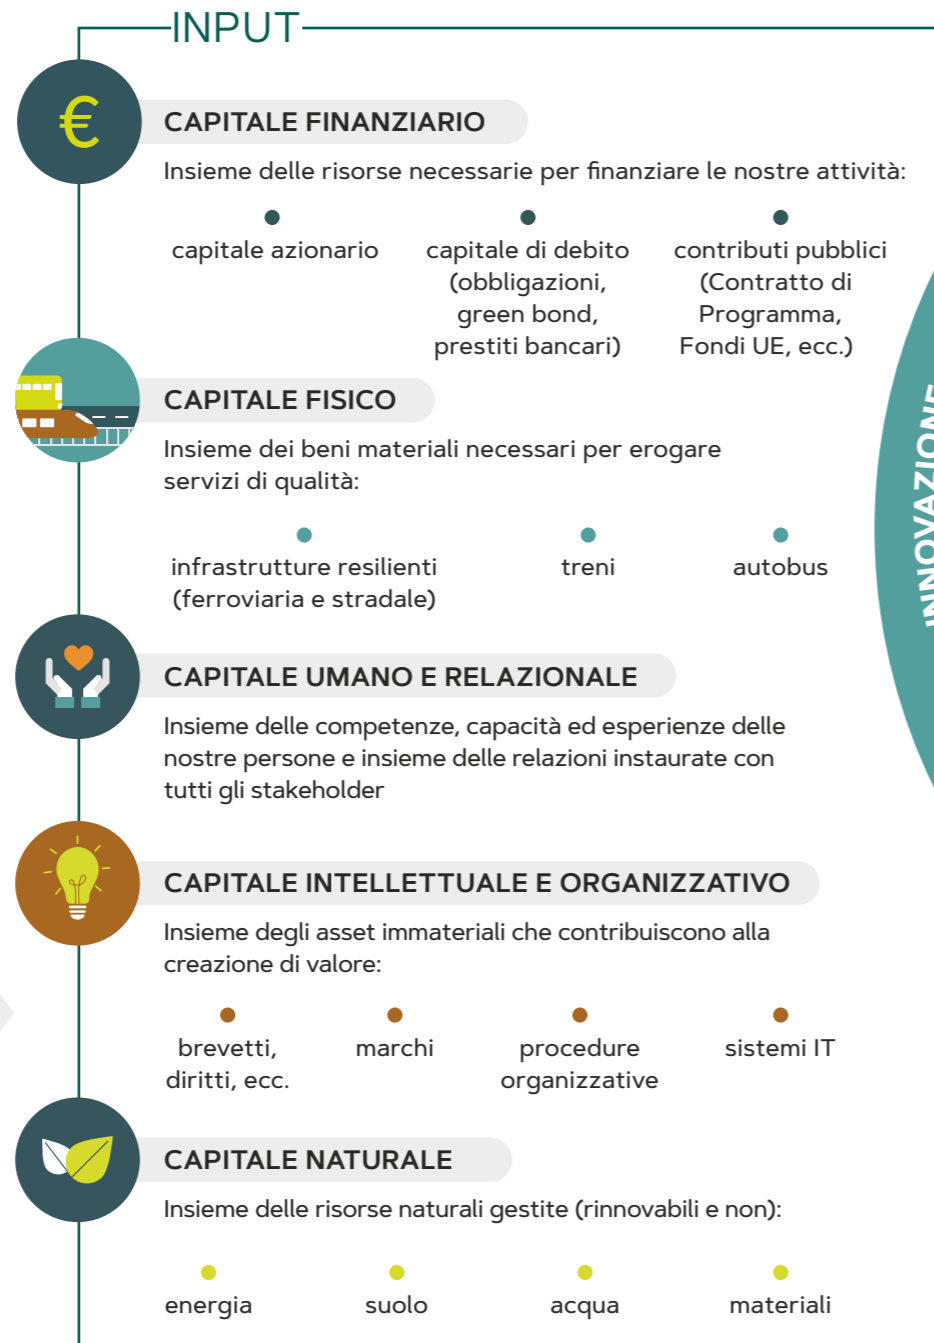 INPUT
€
CAPITALE FINANZIARIO
Insieme delle risorse necessarie per finanziare le nostre attività:
capitale azionario
capitale di debito
(obbligazioni,
green bond,
prestiti bancari)
contributi pubblici
(Contratto di
Programma,
Fondi UE, ecc.)
CAPITALE FISICO
Insieme dei beni materiali necessari per erogare
servizi di qualità:
infrastrutture resilienti
(ferroviaria e stradale)
treni
autobus
INNOVAZIONE
CAPITALE UMANO E RELAZIONALE
Insieme delle competenze, capacità ed esperienze delle
nostre persone e insieme delle relazioni instaurate con
tutti gli stakeholder
CAPITALE INTELLETTUALE E ORGANIZZATIVO
Insieme degli asset immateriali che contribuiscono alla
creazione di valore:
brevetti,
diritti, ecc.
marchi
procedure
organizzative
sistemi IT
CAPITALE NATURALE
Insieme delle risorse naturali gestite (rinnovabili e non):
energia
suolo
acqua
materiali